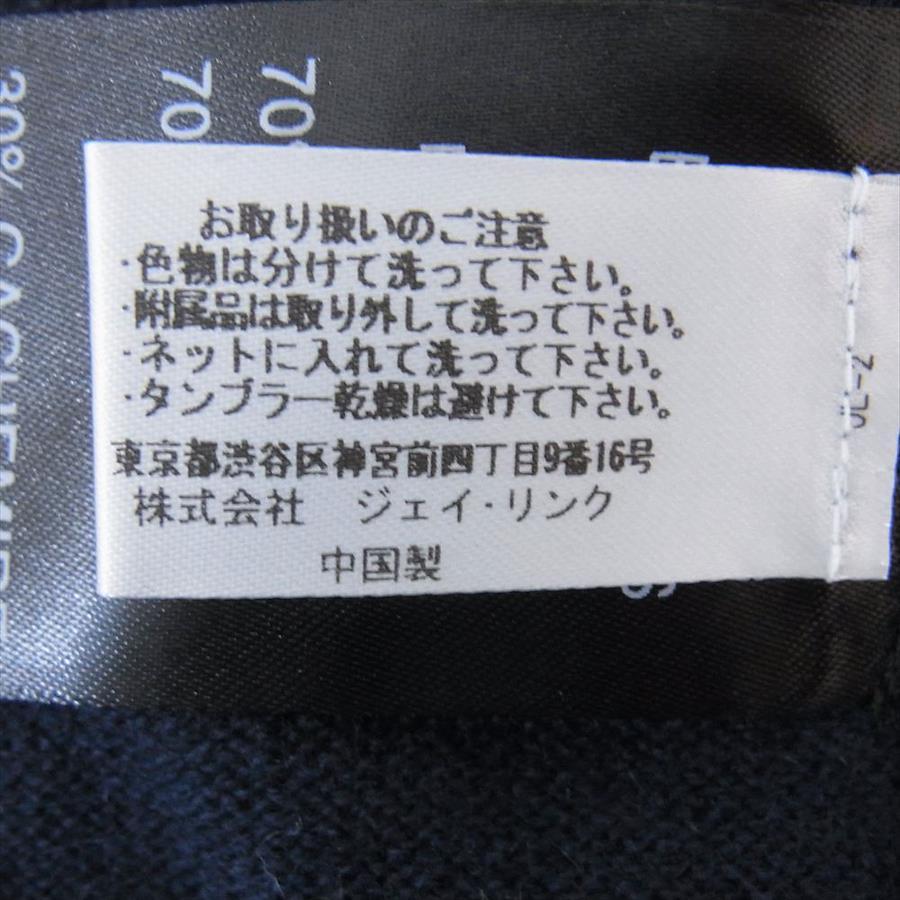 お取り扱いのご注意
・色物は分けて洗って下さい。
・附属品は取り外して洗って下さい。
・ネットに入れて洗って下さい。
・タンブラー乾燥は避けて下さい。
東京都渋谷区神宮前四丁目9番16号
株式会社　ジェイ・リンク
中国製
70%
70
30% CACHEMIRE